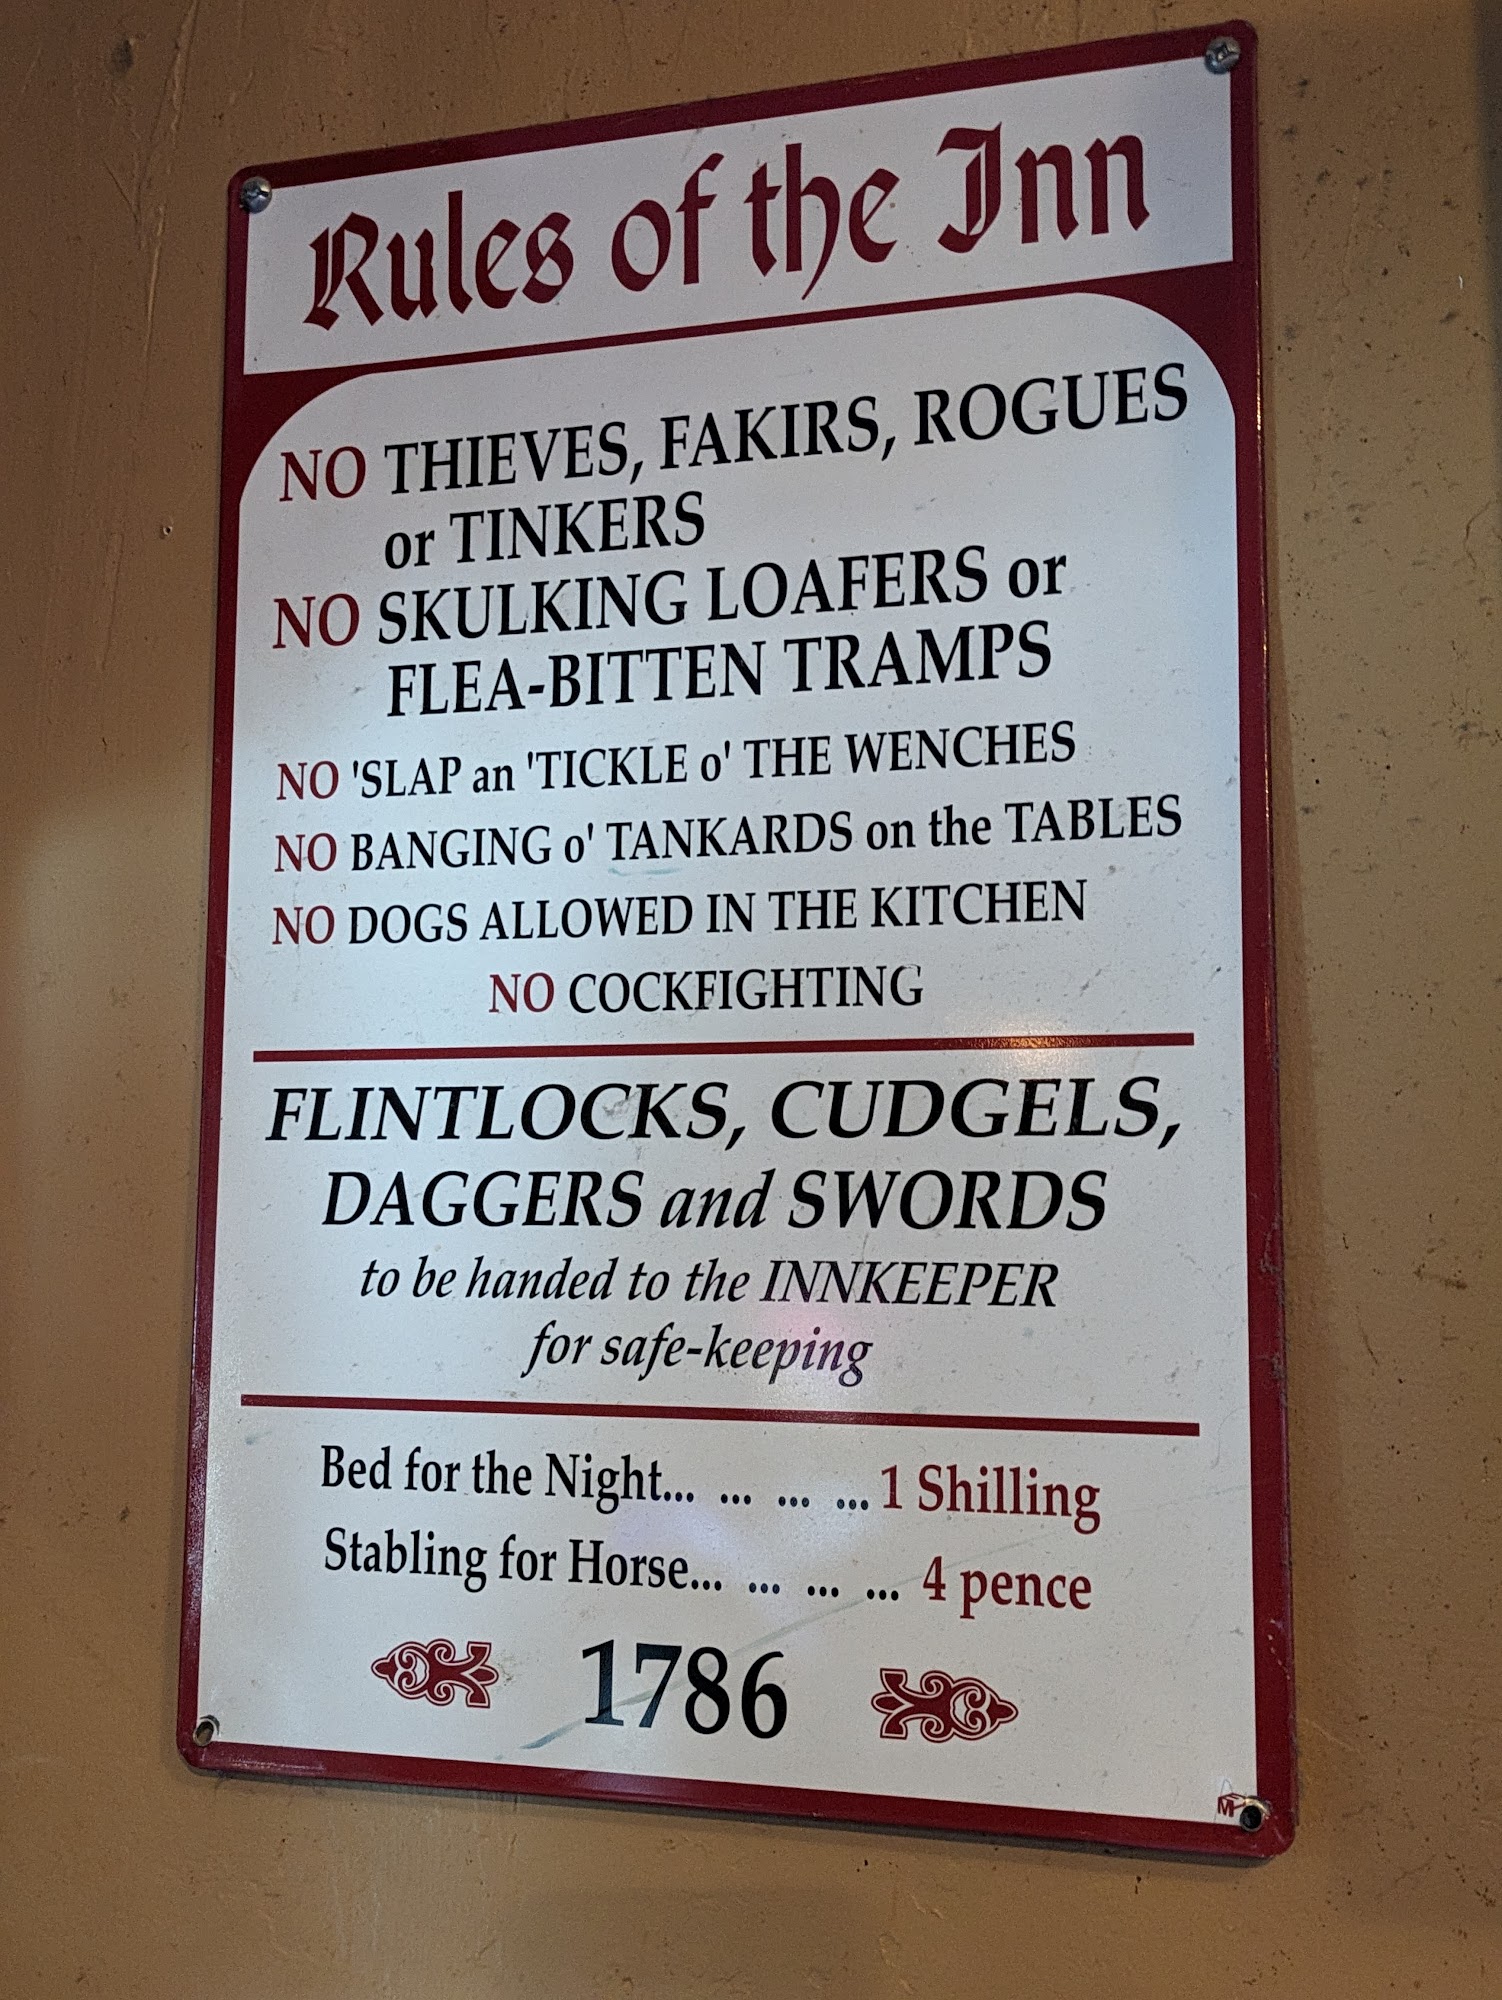 Rules of the Inn
NO THIEVES, FAKIRS, ROGUES
or TINKERS
NO SKULKING LOAFERS or
FLEA-BITTEN TRAMPS
NO 'SLAP an 'TICKLE o' THE WENCHES
NO BANGING o' TANKARDS on the TABLES
NO DOGS ALLOWED IN THE KITCHEN
NO COCKFIGHTING
FLINTLOCKS, CUDGELS,
DAGGERS and SWORDS
to be handed to the INNKEEPER
for safe-keeping
Bed for the Night... ... ... ... 1 Shilling
Stabling for Horse... ... ... ... 4 pence
1786